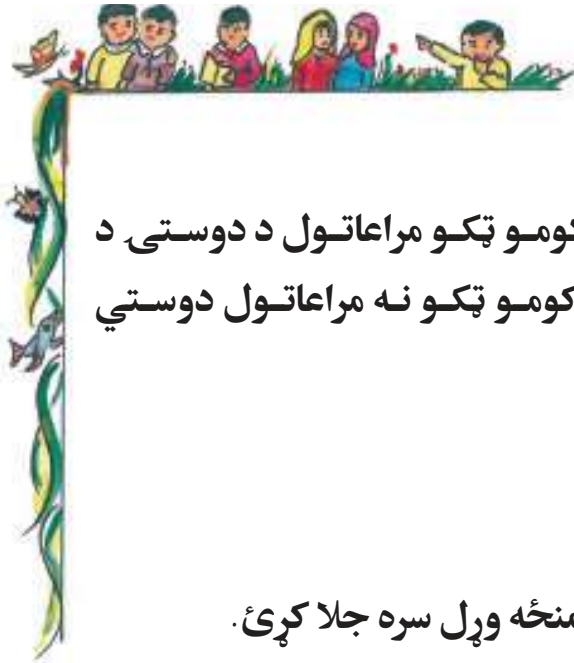 کومو ټکو مراعاتول د دوستۍ د
کومو ټکو نه مراعاتول دوستي
منځه وړل سره جلا کړئ.